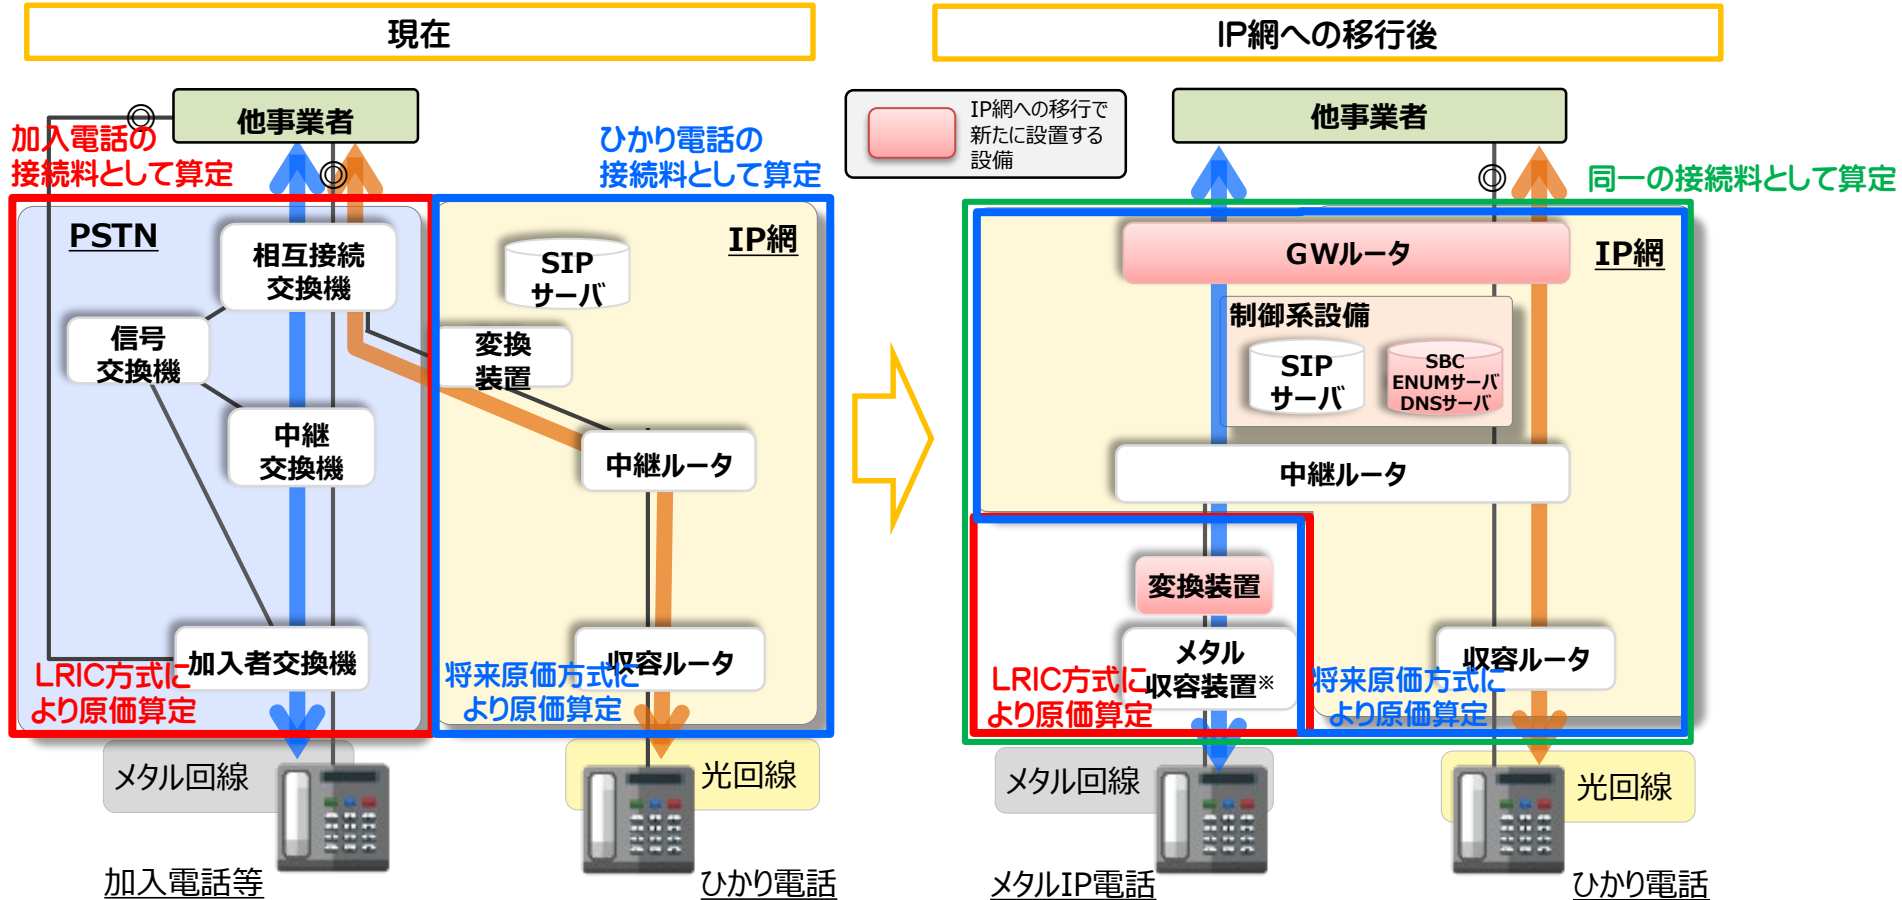 現在
他事業者
加入電話の
接続料として算定
ひかり電話の
接続料として算定
PSTN
相互接続
交換機
信号
交換機
中継
交換機
加入者交換機
LRIC方式に
より原価算定
IP網
SIP
サーバ
変換
装置
中継ルータ
収容ルータ
将来原価方式に
より原価算定
メタル回線
光回線
加入電話等
ひかり電話
IP網への移行後
IP網への移行で
新たに設置する
設備
他事業者
同一の接続料として算定
GWルータ
IP網
制御系設備
SIP
サーバ
SBC
ENUMサーバ
DNSサーバ
中継ルータ
変換装置
メタル
収容装置※
LRIC方式に
より原価算定
収容ルータ
将来原価方式に
より原価算定
メタル回線
光回線
メタルIP電話
ひかり電話